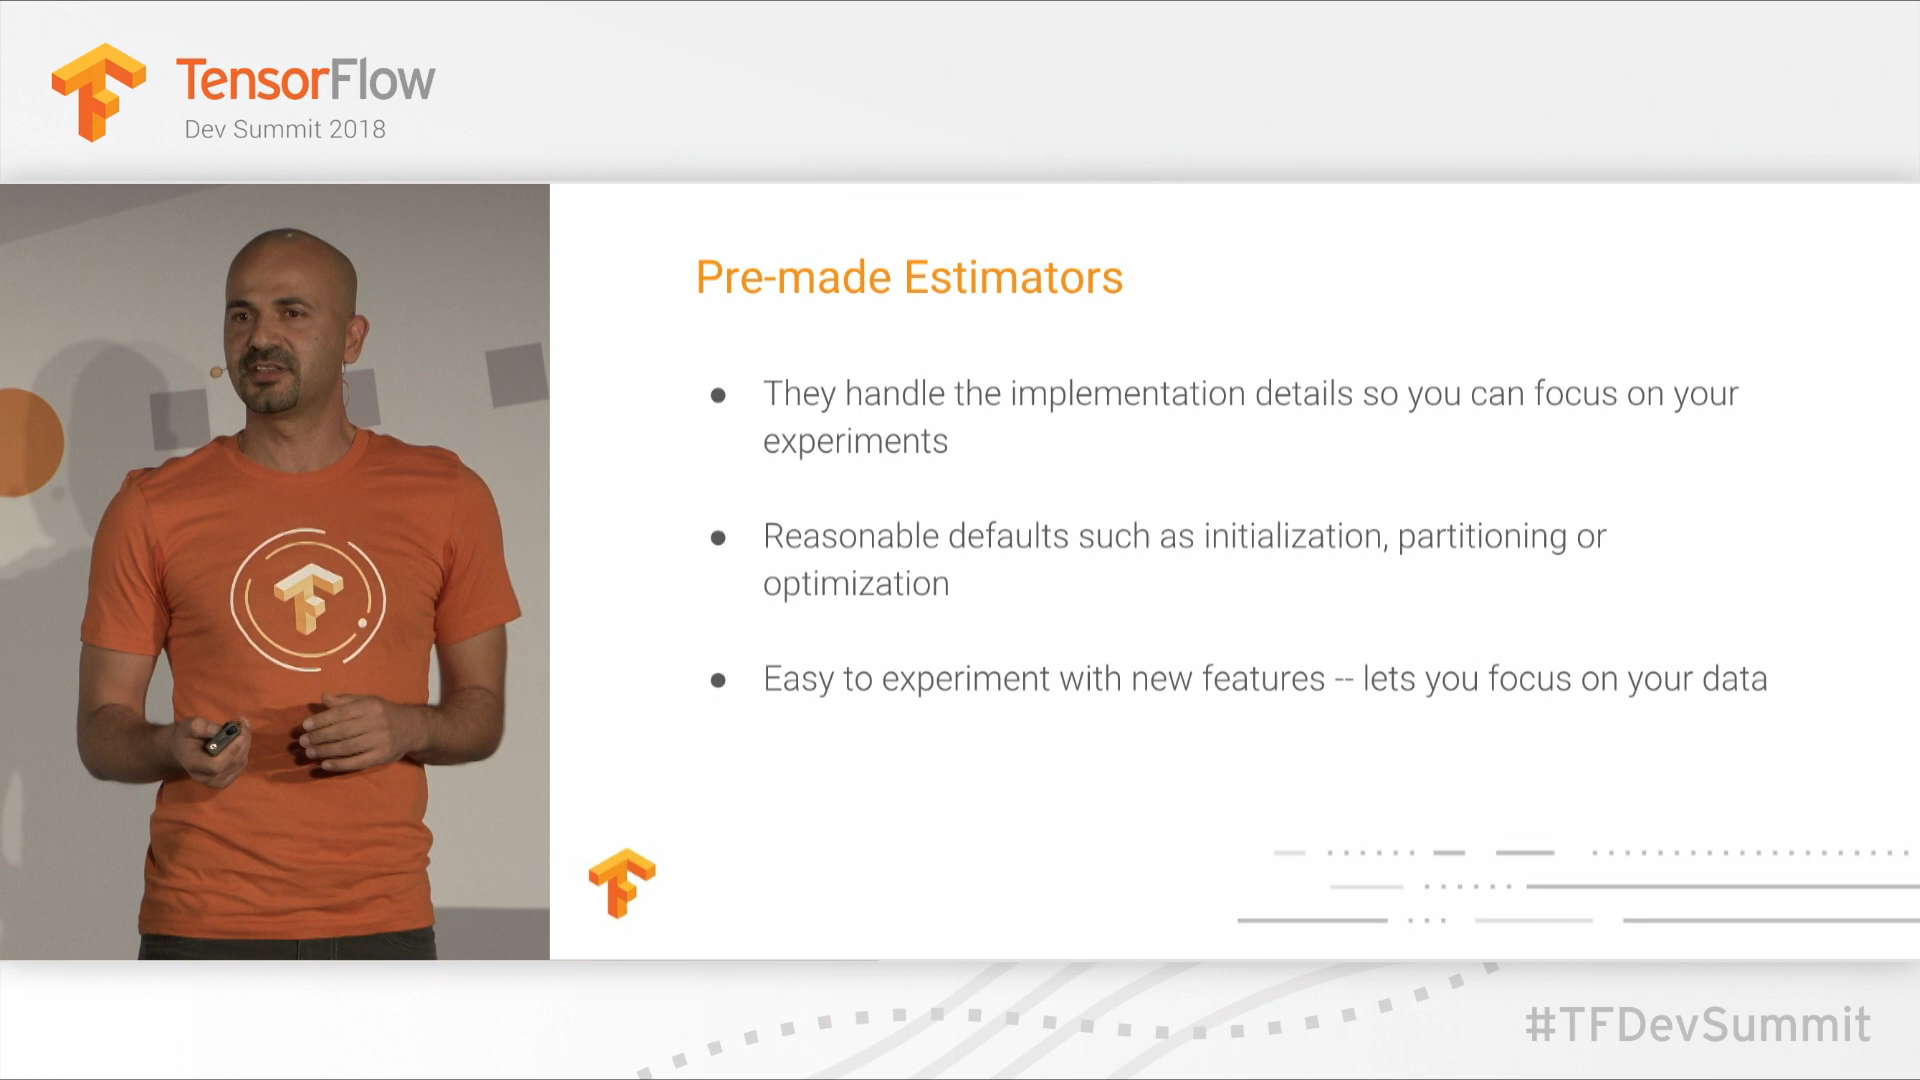 TensorFlow
Dev Summit 2018
Pre-made Estimators
● They handle the implementation details so you can focus on your
experiments
● Reasonable defaults such as initialization, partitioning or
optimization
● Easy to experiment with new features -- lets you focus on your data
#TFDevSummit